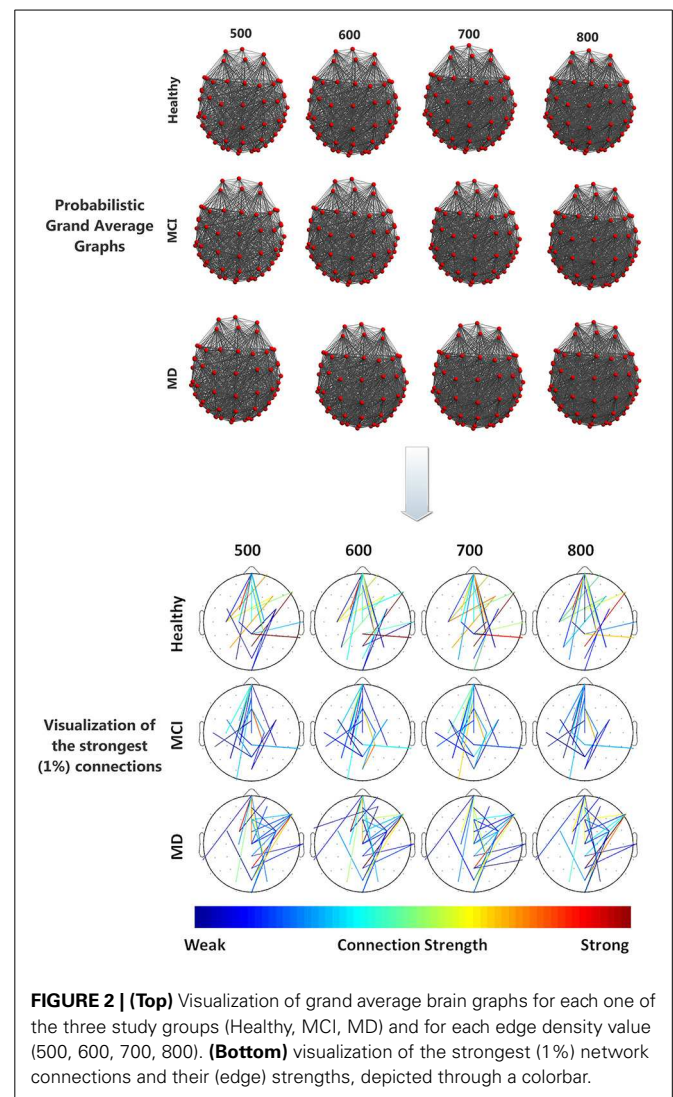 500 600 700 800
Healthy
Probabilistic
Grand Average
Graphs
MCI
MD
500 600 700 800
Healthy
Visualization of
the strongest
(1%) connections
MCI
MD
Weak Connection Strength Strong
FIGURE 2 | (Top) Visualization of grand average brain graphs for each one of
the three study groups (Healthy, MCI, MD) and for each edge density value
(500, 600, 700, 800). (Bottom) visualization of the strongest (1%) network
connections and their (edge) strengths, depicted through a colorbar.